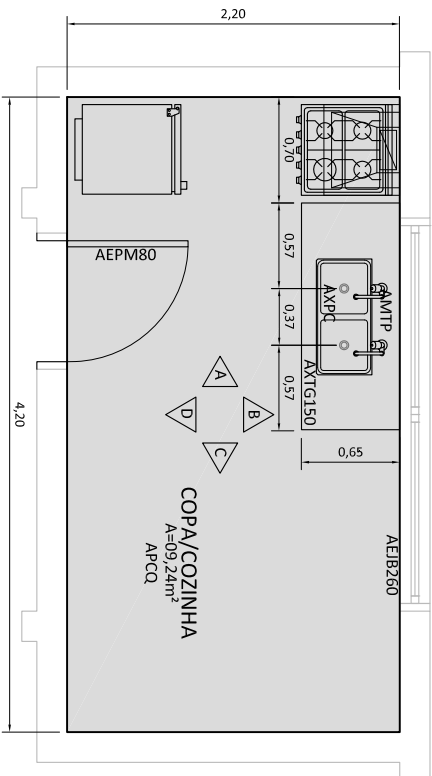 2,20
0,70
0,57
0,37
0,57
0,65
AMTP
AXPC
AXTG150
AEJB260
AEPM80
A
B
C
D
4,20
COPA/COZINHA
A=09,24m²
APCQ